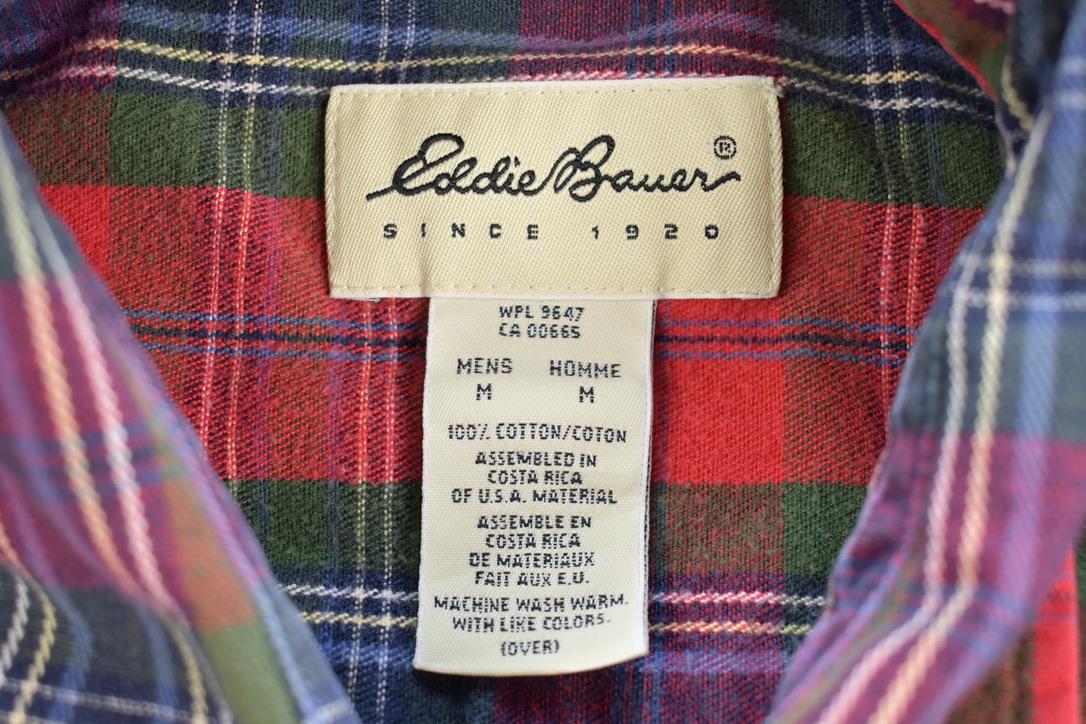 Eddie Bauer®
SINCE 1920
WPL 9647
CA 00665
MENS HOMME
M M
100% COTTON/COTON
ASSEMBLED IN
COSTA RICA
OF U.S.A. MATERIAL
ASSEMBLE EN
COSTA RICA
DE MATERIAUX
FAIT AUX E.U.
MACHINE WASH WARM.
WITH LIKE COLORS.
(OVER)